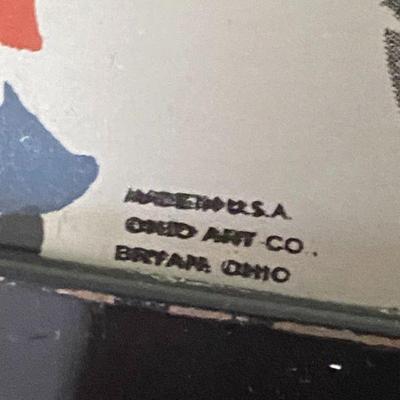 MADE IN U.S.A.
OHIO ART CO.
BRYAN, OHIO